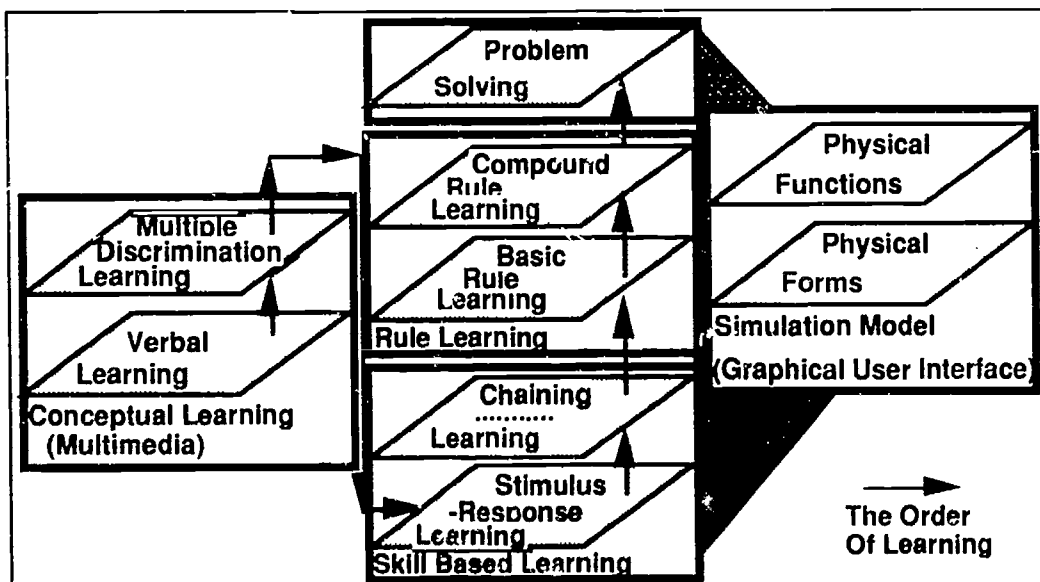 Multiple
Discrimination
Learning
Verbal
Learning
Conceptual Learning
(Multimedia)
Problem
Solving
Compound
Rule
Learning
Basic
Rule
Learning
Rule Learning
Chaining
Learning
Stimulus
-Response
Learning
Skill Based Learning
Physical
Functions
Physical
Forms
Simulation Model
(Graphical User Interface)
The Order
Of Learning